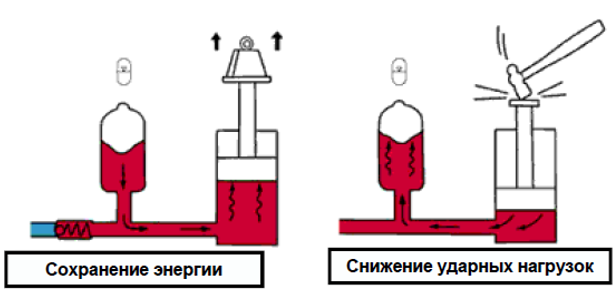 Сохранение энергии
Снижение ударных нагрузок